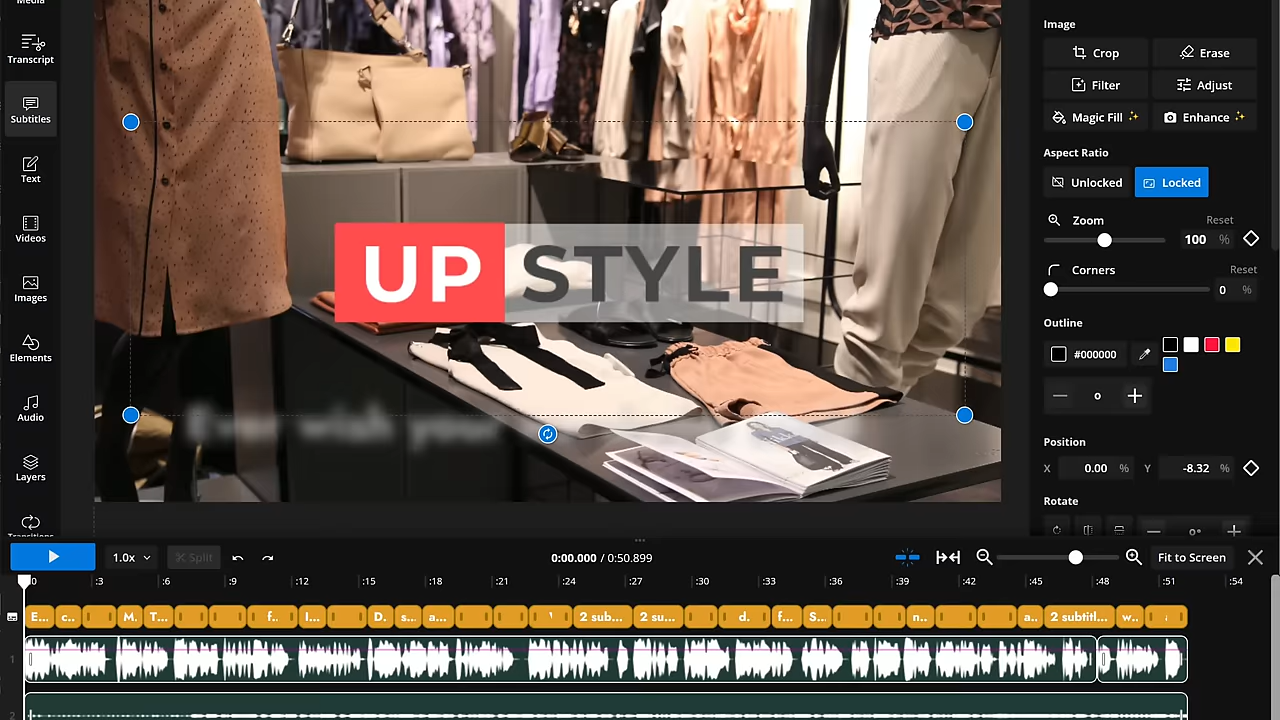 Media
Transcript
Subtitles
Text
Videos
Images
Elements
Audio
Layers
Transitions
UP STYLE
Image
Crop
Erase
Filter
Adjust
Magic Fill
Enhance
Aspect Ratio
Unlocked
Locked
Zoom
Reset
100 %
Corners
Reset
0 %
Outline
#000000
0
Position
X 0.00 % Y -8.32 %
Rotate
0°
1.0x
Split
0:00.000 / 0:50.899
Fit to Screen
:0 :3 :6 :9 :12 :15 :18 :21 :24 :27 :30 :33 :36 :39 :42 :45 :48 :51 :54
E... c.. M. T... f.. I... D. s.. a... 2 sub... 2 su... d. f... S... n.. a.. 2 subtitl... w..
1
2